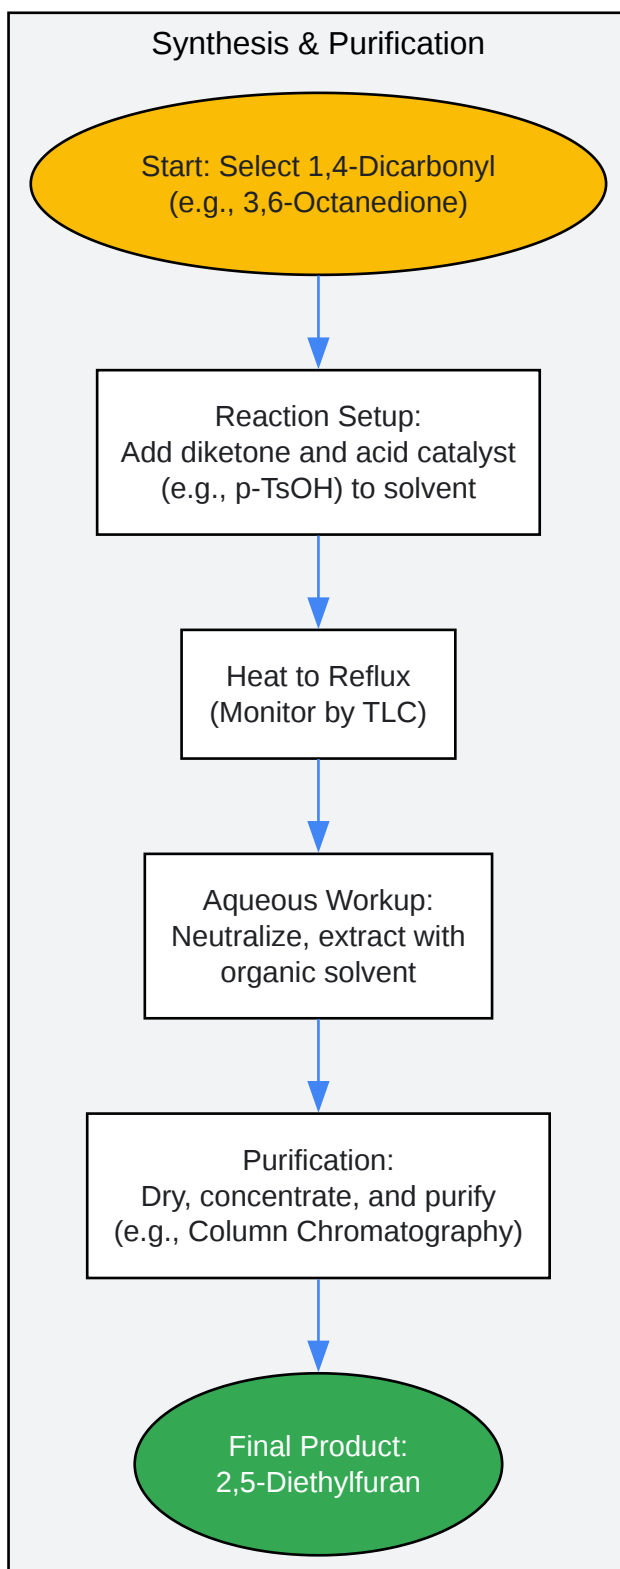 Synthesis & Purification
Start: Select 1,4-Dicarbonyl
(e.g., 3,6-Octanedione)
Reaction Setup:
Add diketone and acid catalyst
(e.g., p-TsOH) to solvent
Heat to Reflux
(Monitor by TLC)
Aqueous Workup:
Neutralize, extract with
organic solvent
Purification:
Dry, concentrate, and purify
(e.g., Column Chromatography)
Final Product:
2,5-Diethylfuran